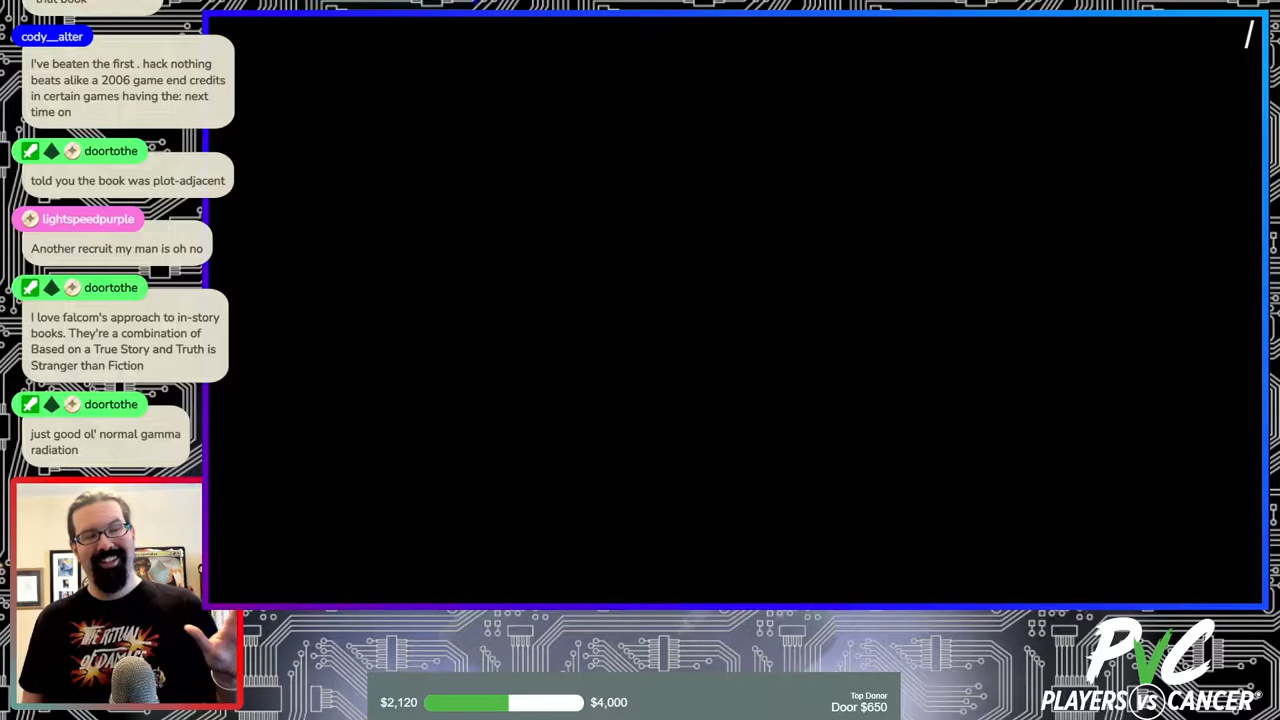 that book
cody__alter
I've beaten the first . hack nothing
beats alike a 2006 game end credits
in certain games having the: next
time on
doortothe
told you the book was plot-adjacent
lightspeedpurple
Another recruit my man is oh no
doortothe
I love falcom's approach to in-story
books. They're a combination of
Based on a True Story and Truth is
Stranger than Fiction
doortothe
just good ol' normal gamma
radiation
THE RITUAL
$2,120
$4,000
Top Donor
Door $650
PVC
PLAYERS VS CANCER®